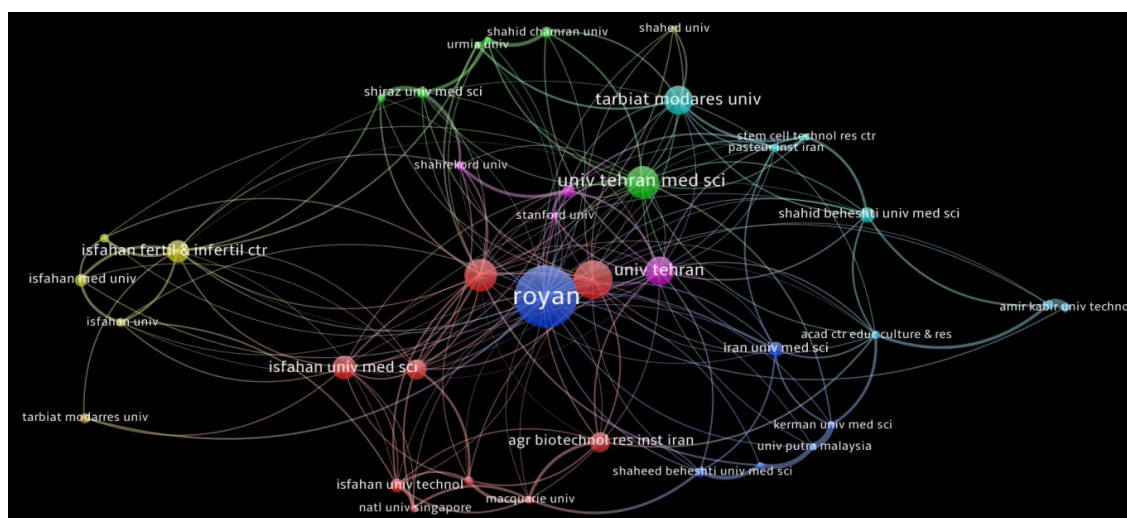 shahid chamran univ
shahed univ
urmia univ
shiraz univ med sci
tarbiat modares univ
stem cell technol res ctr
pasteur inst iran
shahrekord univ
univ tehran med sci
stanford univ
shahid beheshti univ med sci
isfahan fertil & infertil ctr
isfahan med univ
univ tehran
royan
amir kabir univ techno
isfahan univ
acad ctr educ culture & res
iran univ med sci
isfahan univ med sci
tarbiat modarres univ
kerman univ med sci
agr biotechnol res inst iran
univ putra malaysia
shaheed beheshti univ med sci
isfahan univ technol
macquarie univ
natl univ singapore